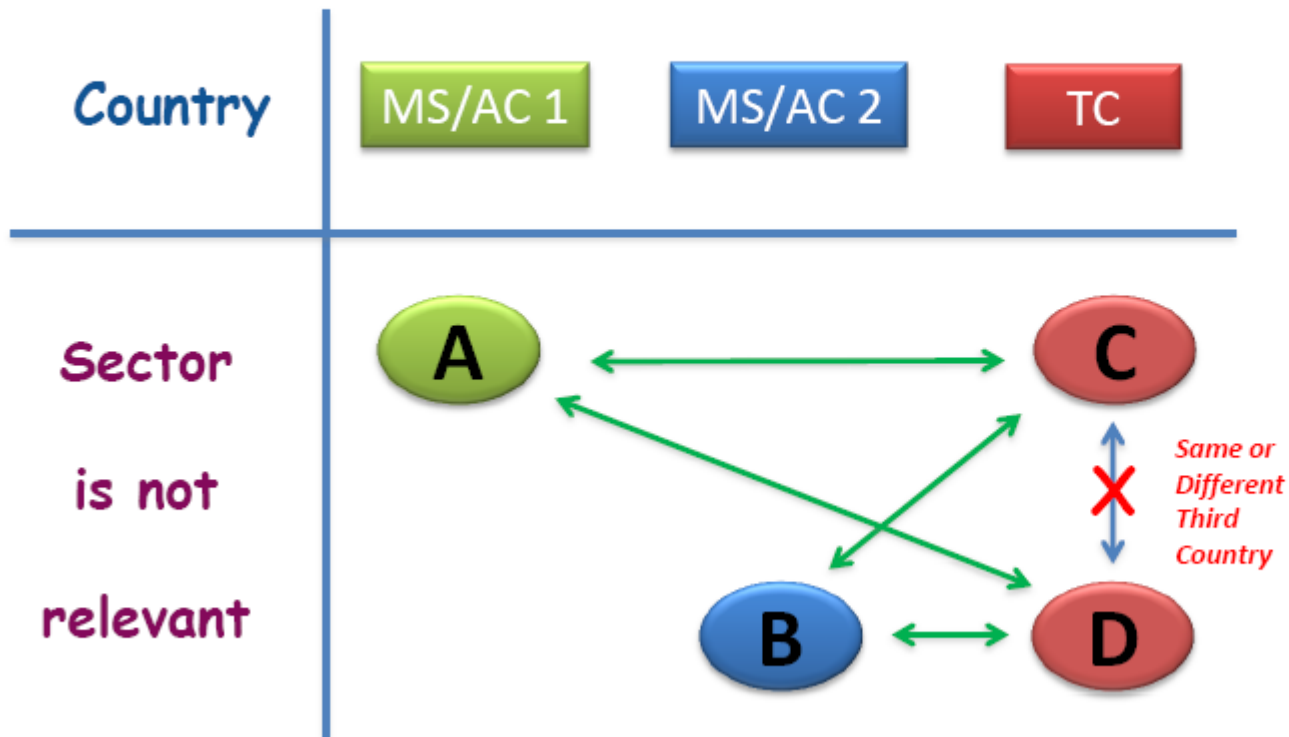 Country
MS/AC 1
MS/AC 2
TC
Sector
is not
relevant
A
C
Same or
Different
Third
Country
B
D